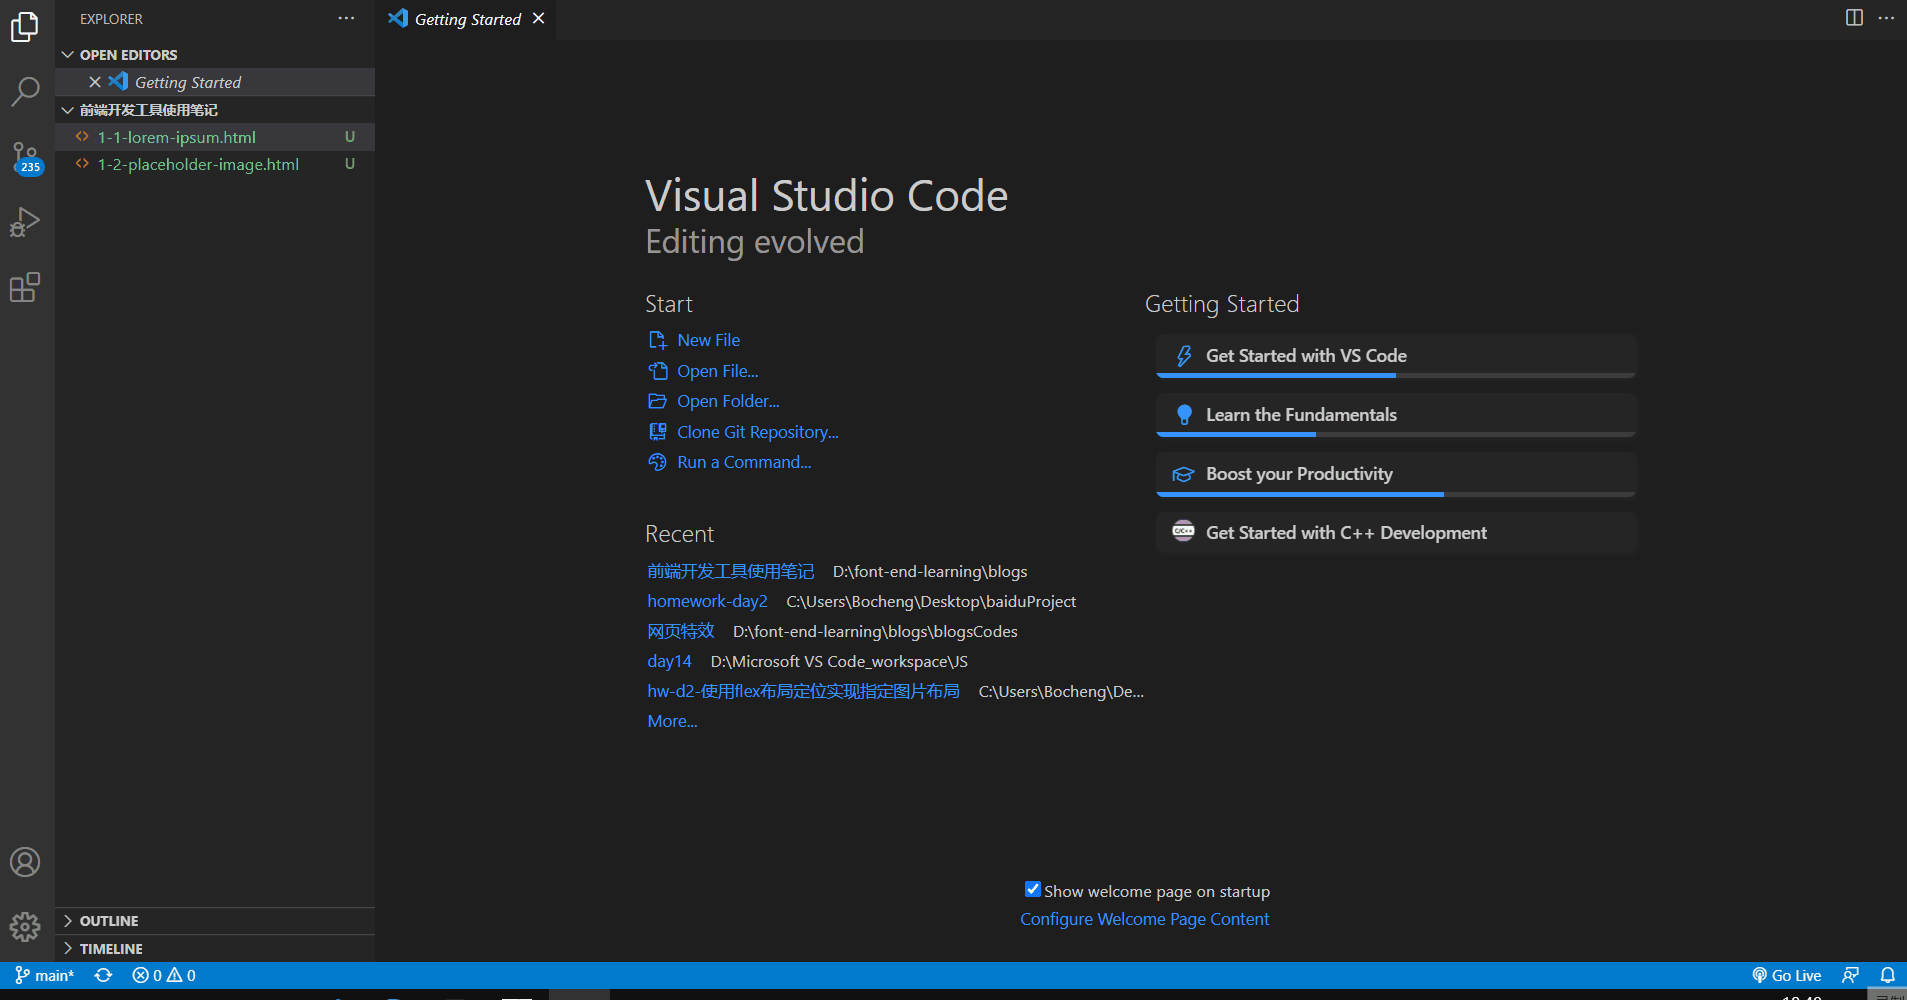 EXPLORER
Getting Started
OPEN EDITORS
Getting Started
前端开发工具使用笔记
1-1-lorem-ipsum.html U
1-2-placeholder-image.html U
235
Visual Studio Code
Editing evolved
Start
New File
Open File...
Open Folder...
Clone Git Repository...
Run a Command...
Recent
前端开发工具使用笔记 D:\font-end-learning\blogs
homework-day2 C:\Users\Bocheng\Desktop\baiduProject
网页特效 D:\font-end-learning\blogs\blogsCodes
day14 D:\Microsoft VS Code_workspace\JS
hw-d2-使用flex布局定位实现指定图片布局 C:\Users\Bocheng\De...
More...
Getting Started
Get Started with VS Code
Learn the Fundamentals
Boost your Productivity
C/C++ Get Started with C++ Development
Show welcome page on startup
Configure Welcome Page Content
OUTLINE
TIMELINE
main* 0 0 Go Live